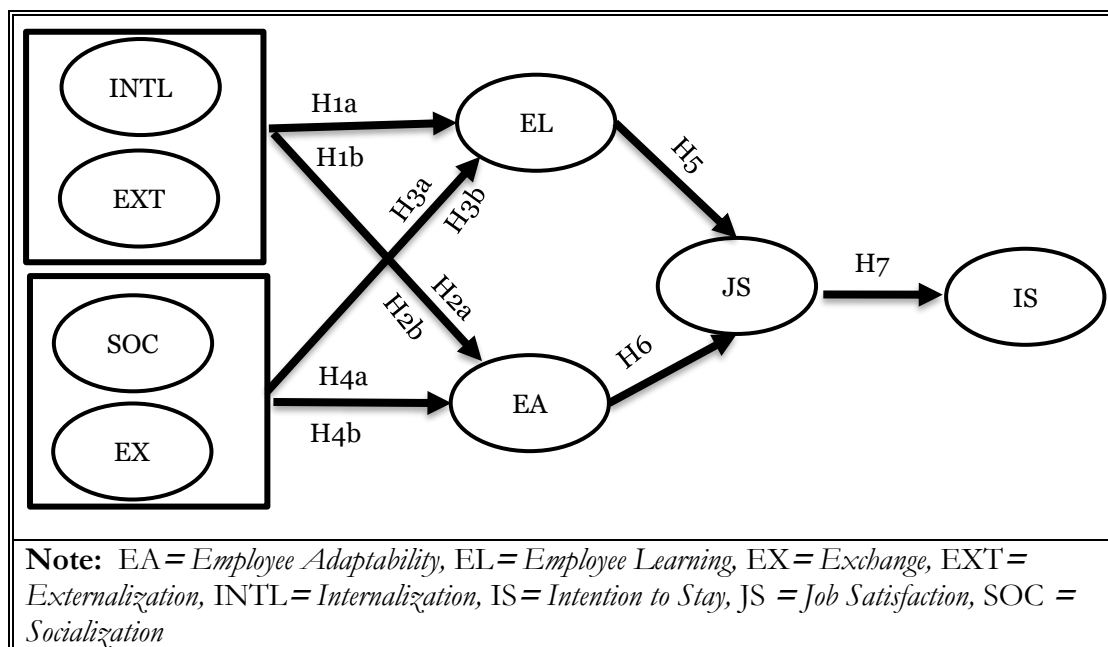 INTL
EXT
H1a
H1b
EL
H3a
H3b
H5
SOC
EX
H2a
H2b
H4a
H4b
EA
H6
JS
H7
IS
Note: EA= Employee Adaptability, EL= Employee Learning, EX= Exchange, EXT=
Externalization, INTL= Internalization, IS= Intention to Stay, JS = Job Satisfaction, SOC =
Socialization